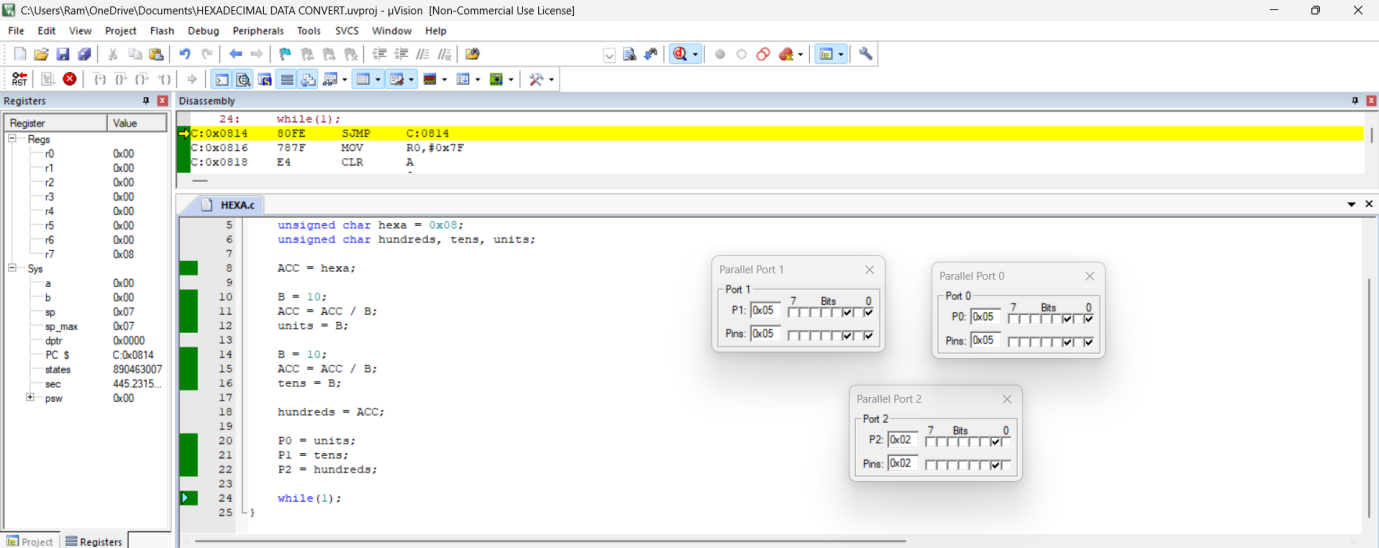 C:\Users\Ram\OneDrive\Documents\HEXADECIMAL DATA CONVERT.uvproj - µVision  [Non-Commercial Use License]
File Edit View Project Flash Debug Peripherals Tools SVCS Window Help
RST
Registers
Register Value
Regs
r0 0x00
r1 0x00
r2 0x00
r3 0x00
r4 0x00
r5 0x00
r6 0x00
r7 0x08
Sys
a 0x00
b 0x00
sp 0x07
sp_max 0x07
dptr 0x0000
PC $ C:0x0814
states 890463007
sec 445.2315...
psw 0x00
Project Registers
Disassembly
24: while(1);
C:0x0814 80FE SJMP C:0814
C:0x0816 787F MOV R0,#0x7F
C:0x0818 E4 CLR A
HEXA.c
5 unsigned char hexa = 0x08;
6 unsigned char hundreds, tens, units;
7
8 ACC = hexa;
9
10 B = 10;
11 ACC = ACC / B;
12 units = B;
13
14 B = 10;
15 ACC = ACC / B;
16 tens = B;
17
18 hundreds = ACC;
19
20 P0 = units;
21 P1 = tens;
22 P2 = hundreds;
23
24 while(1);
25 }
Parallel Port 1
Port 1
7 Bits 0
P1: 0x05
Pins: 0x05
Parallel Port 0
Port 0
7 Bits 0
P0: 0x05
Pins: 0x05
Parallel Port 2
Port 2
7 Bits 0
P2: 0x02
Pins: 0x02